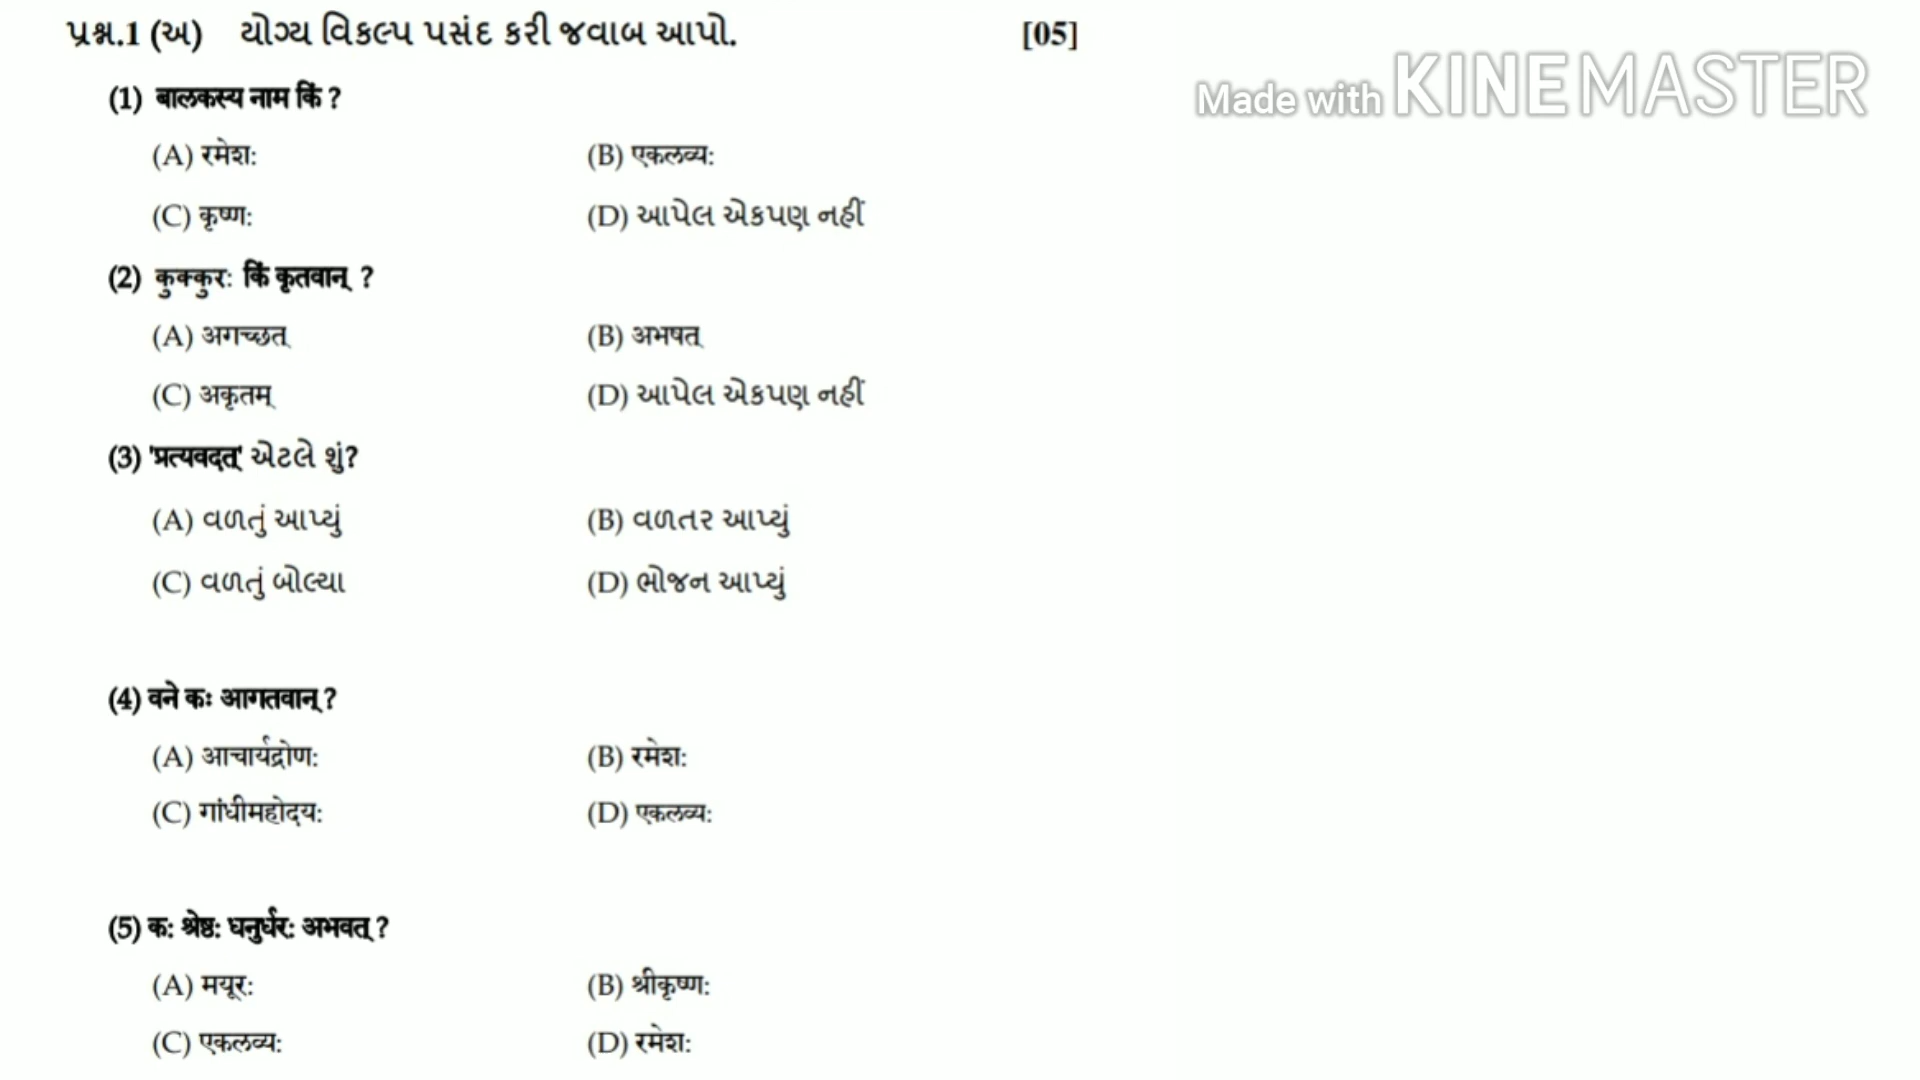 પ્રશ્ન.1 (અ) યોગ્ય વિકલ્પ પસંદ કરી જવાબ આપો. [05]
Made with KINEMASTER
(1) बालकस्य नाम किं ?
(A) रमेश: (B) एकलव्य:
(C) कृष्ण: (D) આપેલ એકપણ નહીં
(2) कुक्कुर: किं कृतवान् ?
(A) अगच्छत् (B) अभषत्
(C) अकृतम् (D) આપેલ એકપણ નહીં
(3) 'प्रत्यवदत्' એટલે શું?
(A) વળતું આપ્યું (B) વળતર આપ્યું
(C) વળતું બોલ્યા (D) ભોજન આપ્યું
(4) वने कः आगतवान् ?
(A) आचार्यद्रोण: (B) रमेश:
(C) गांधीमहोदय: (D) एकलव्य:
(5) क: श्रेष्ठ: धनुर्धर: अभवत् ?
(A) मयूर: (B) श्रीकृष्ण:
(C) एकलव्य: (D) रमेश: